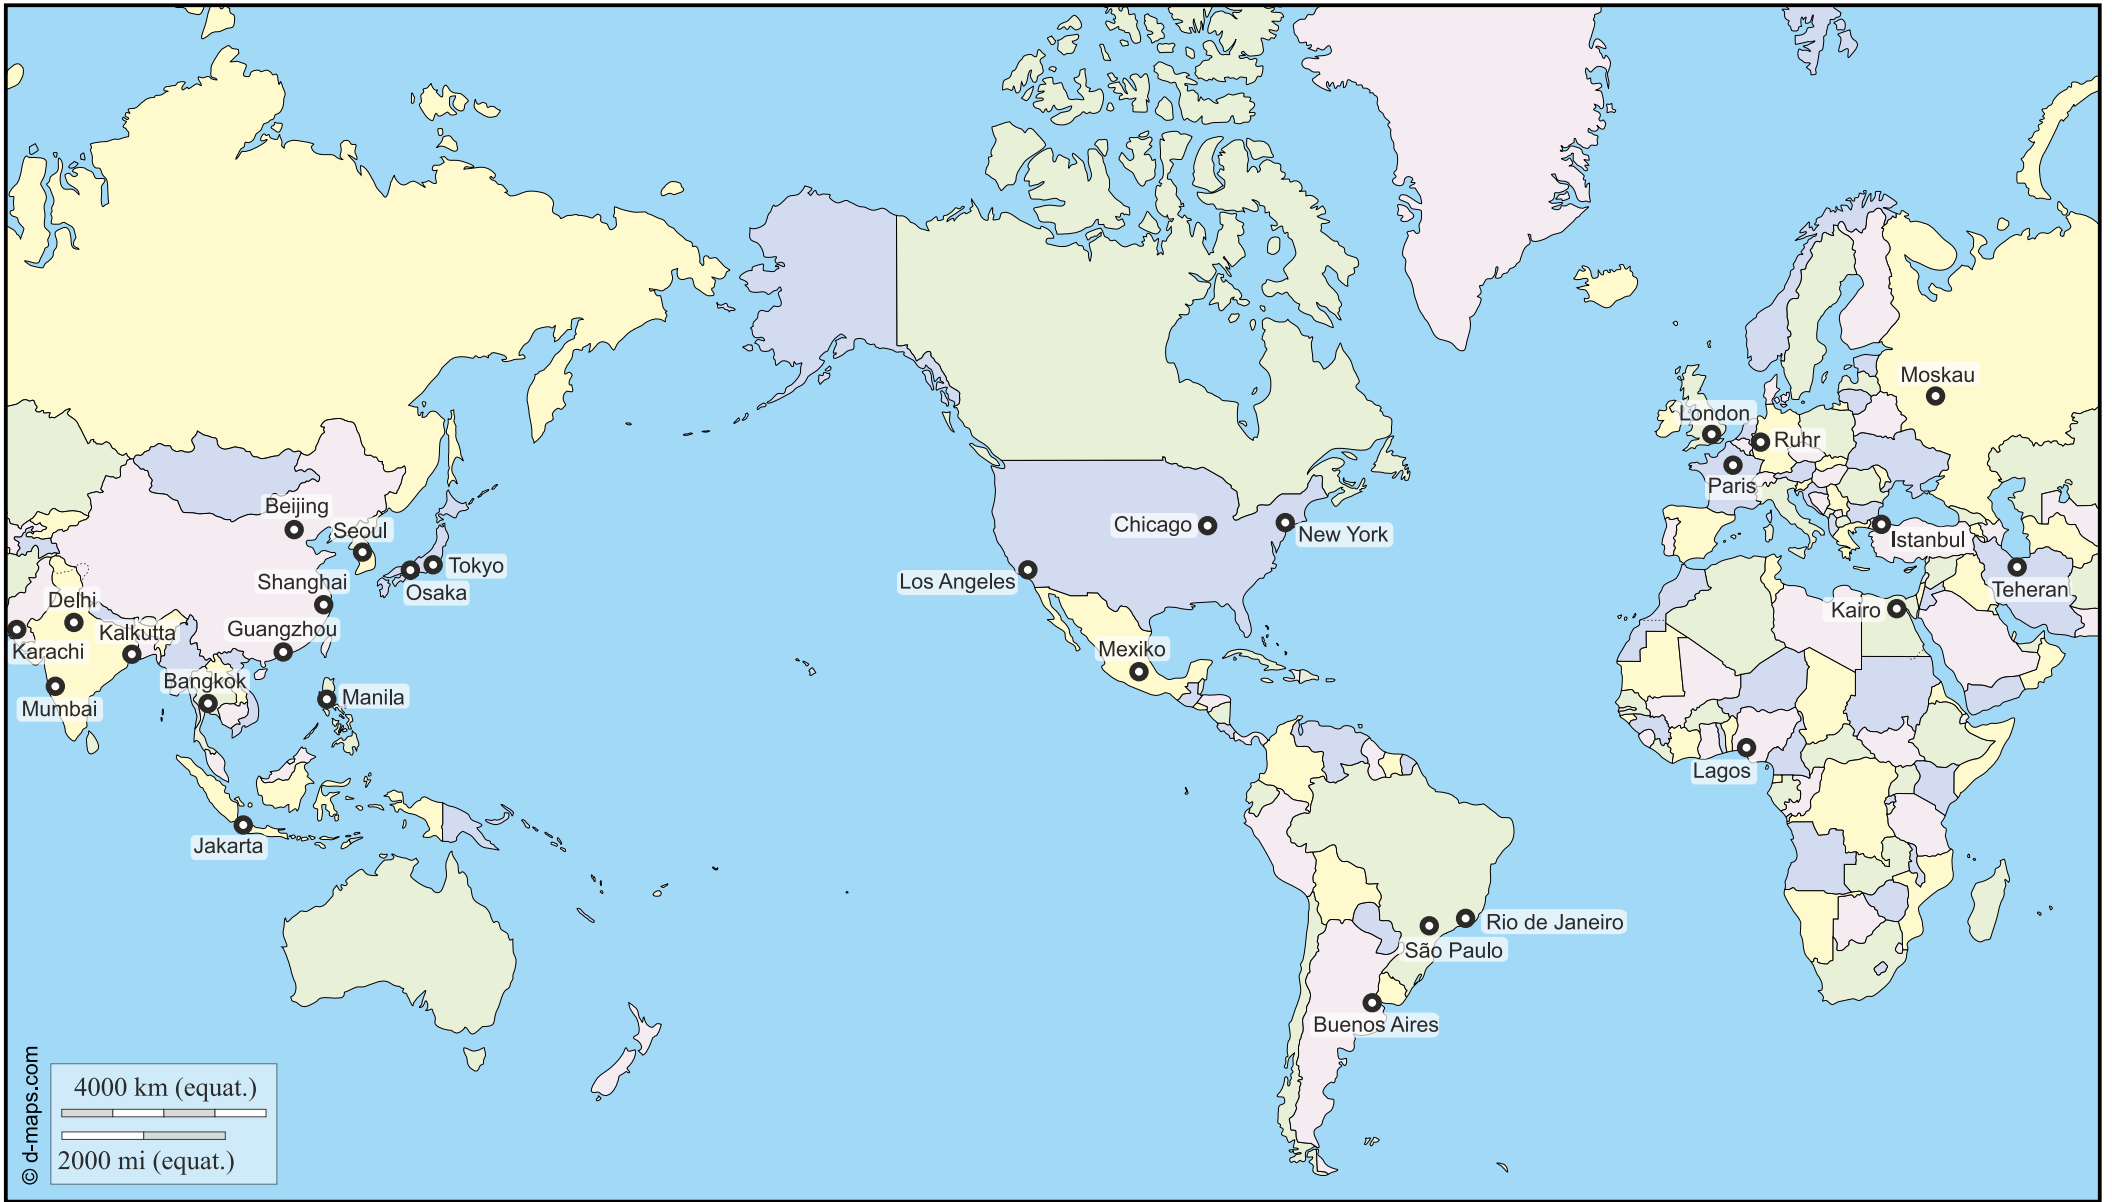 Moskau
London
Ruhr
Paris
Beijing
Seoul
Chicago
New York
Istanbul
Tokyo
Shanghai
Osaka
Los Angeles
Teheran
Delhi
Kairo
Guangzhou
Kalkutta
Karachi
Mexiko
Bangkok
Manila
Mumbai
Lagos
Jakarta
Rio de Janeiro
São Paulo
Buenos Aires
© d-maps.com
4000 km (equat.)
2000 mi (equat.)